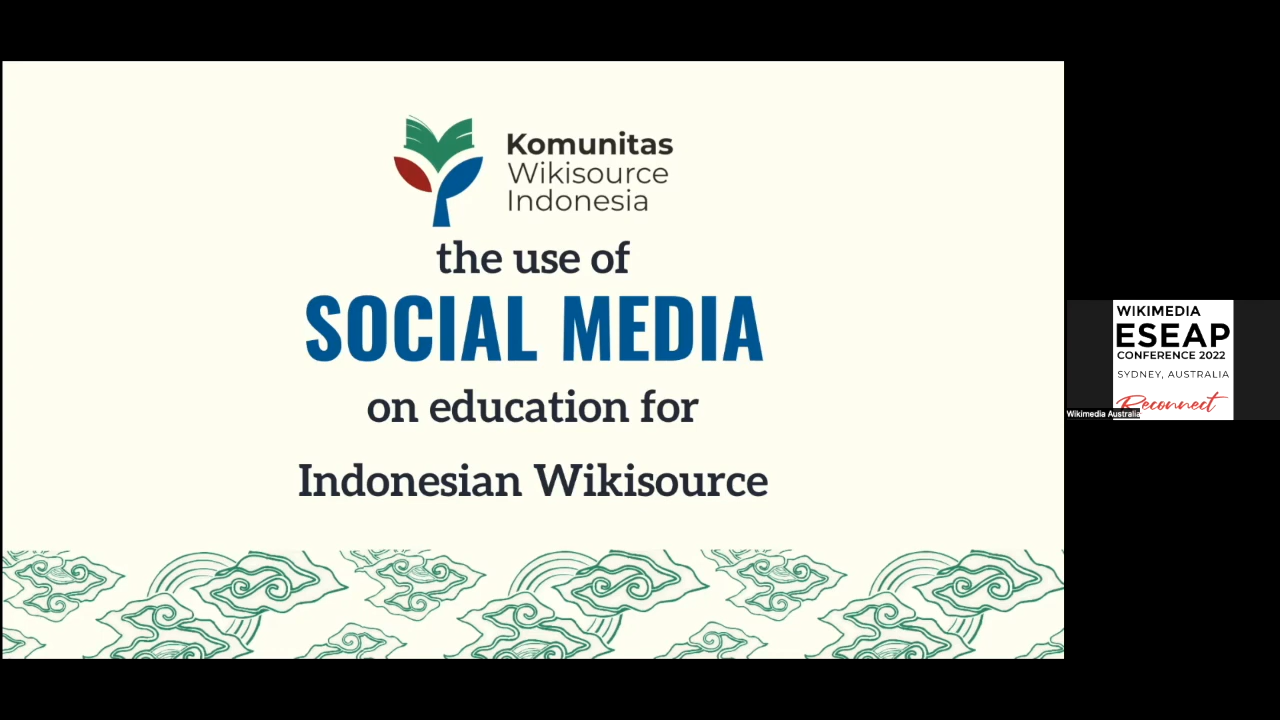 Komunitas
Wikisource
Indonesia
the use of
SOCIAL MEDIA
on education for
Indonesian Wikisource
WIKIMEDIA
ESEAP
CONFERENCE 2022
SYDNEY, AUSTRALIA
Reconnect
Wikimedia Australia